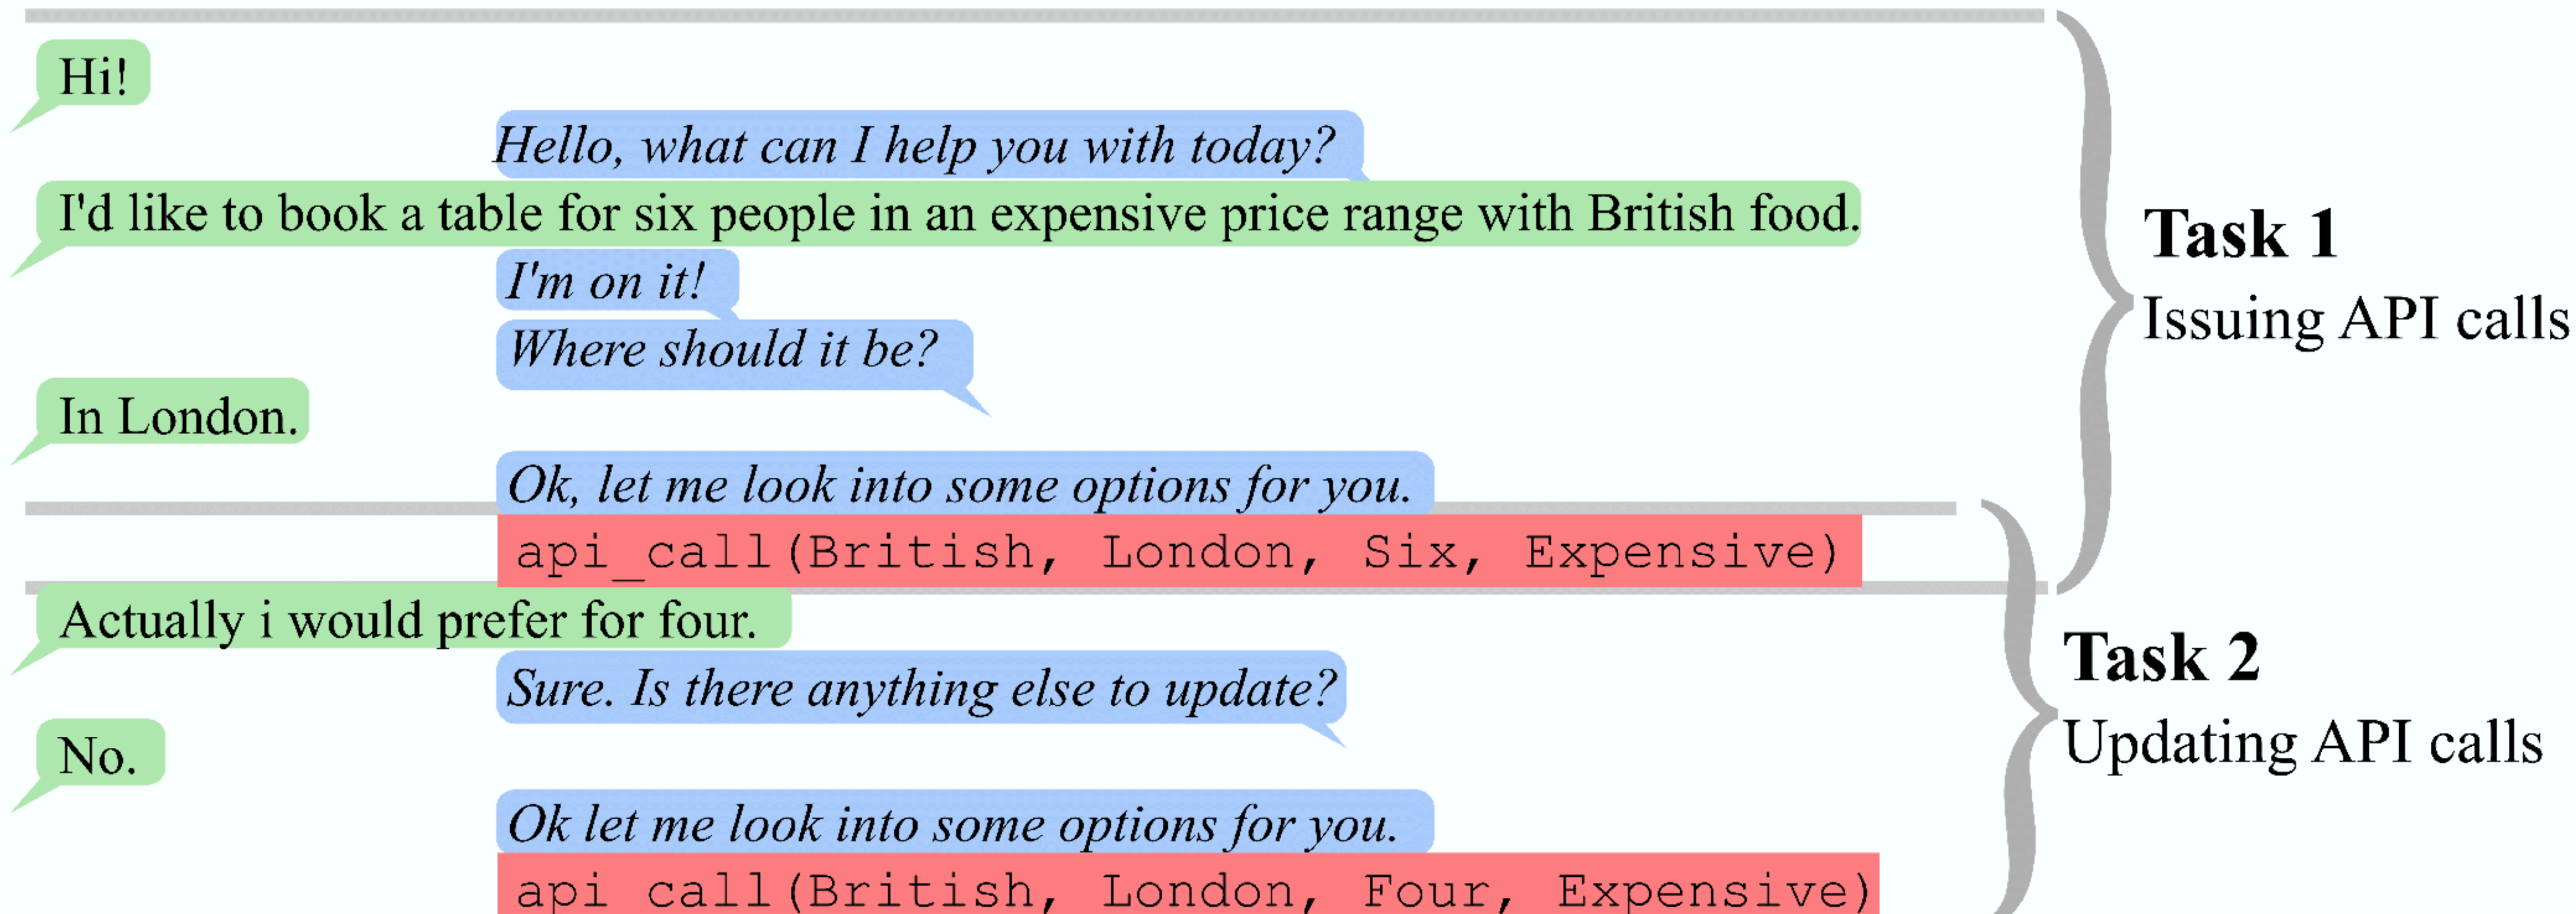 Hi!
Hello, what can I help you with today?
I'd like to book a table for six people in an expensive price range with British food.
I'm on it!
Where should it be?
In London.
Ok, let me look into some options for you.
api_call(British, London, Six, Expensive)
Task 1
Issuing API calls
Actually i would prefer for four.
Sure. Is there anything else to update?
No.
Ok let me look into some options for you.
api_call(British, London, Four, Expensive)
Task 2
Updating API calls